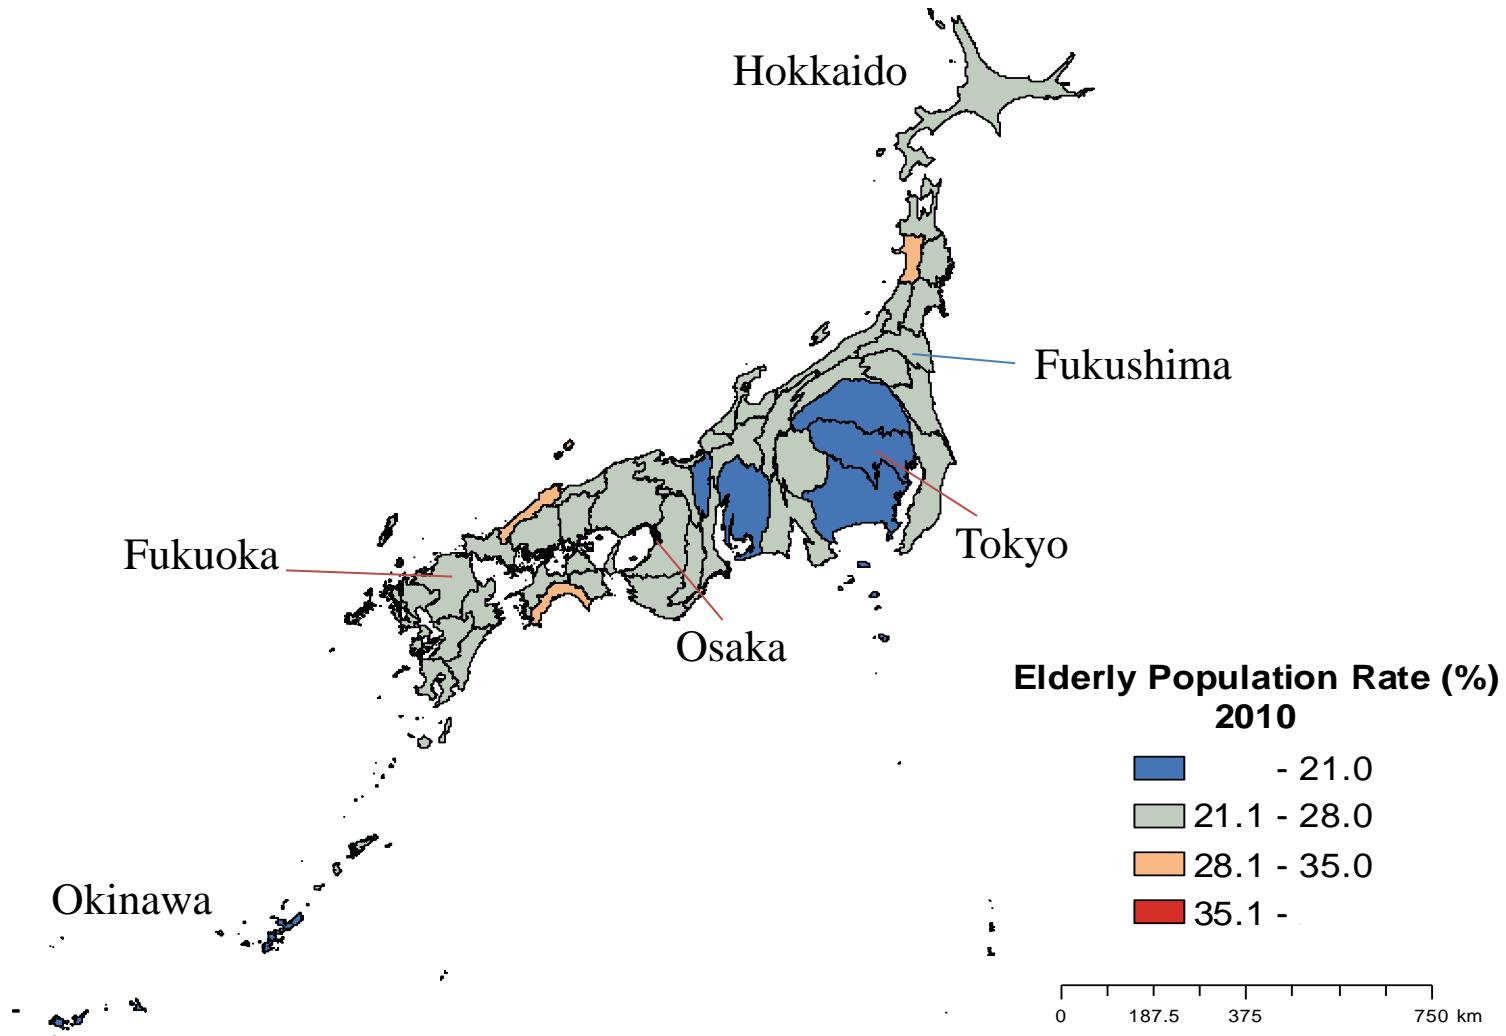 Hokkaido
Fukushima
Tokyo
Fukuoka
Osaka
Okinawa
Elderly Population Rate (%)
2010
- 21.0
21.1 - 28.0
28.1 - 35.0
35.1 -
0 187.5 375 750 km